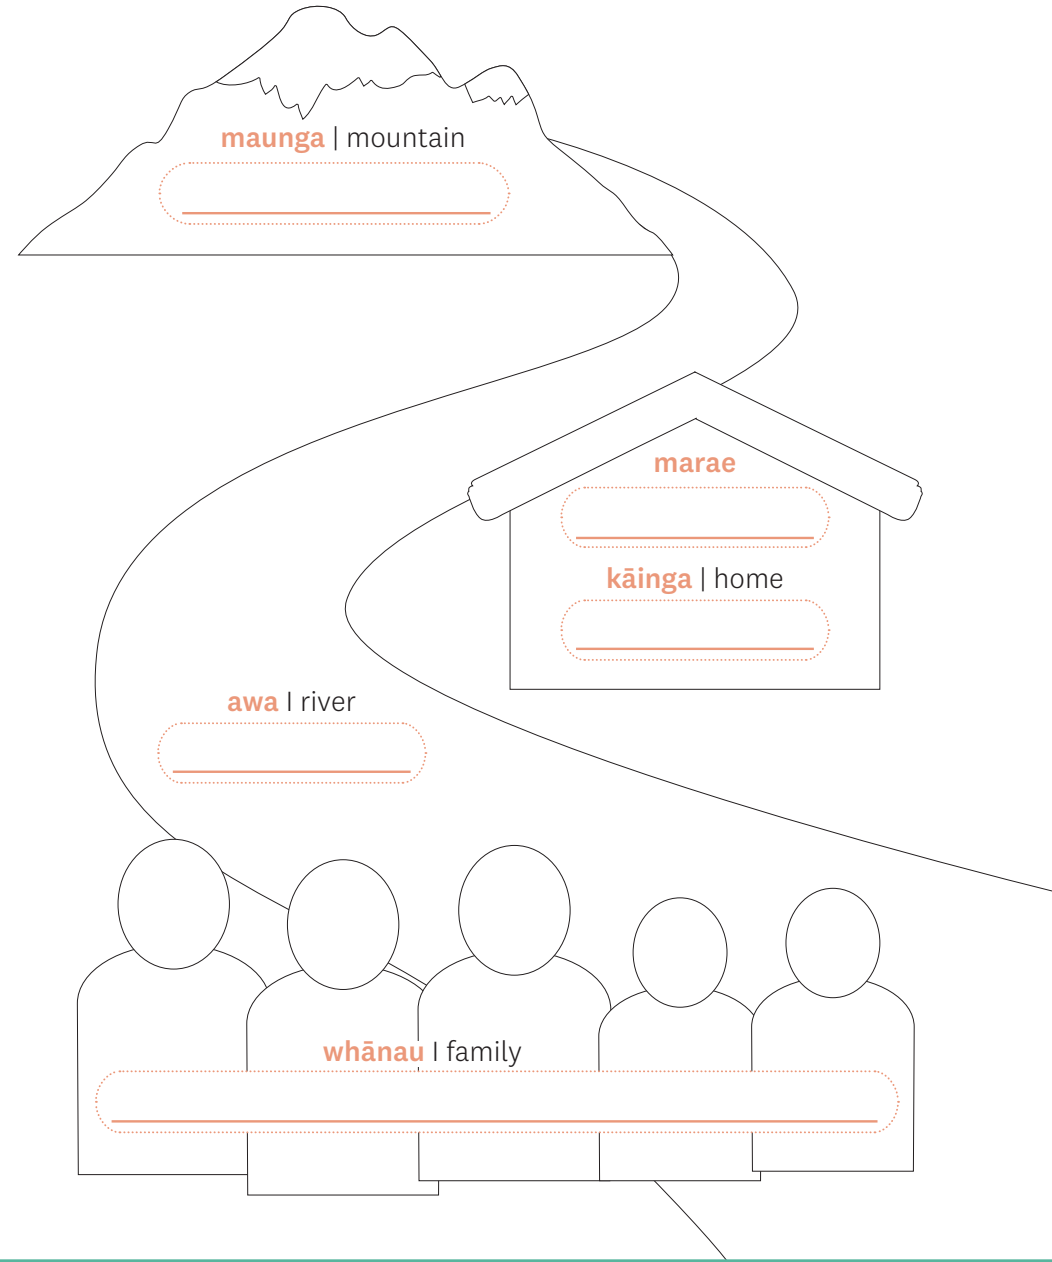 maunga | mountain
marae
kāinga | home
awa I river
whānau I family